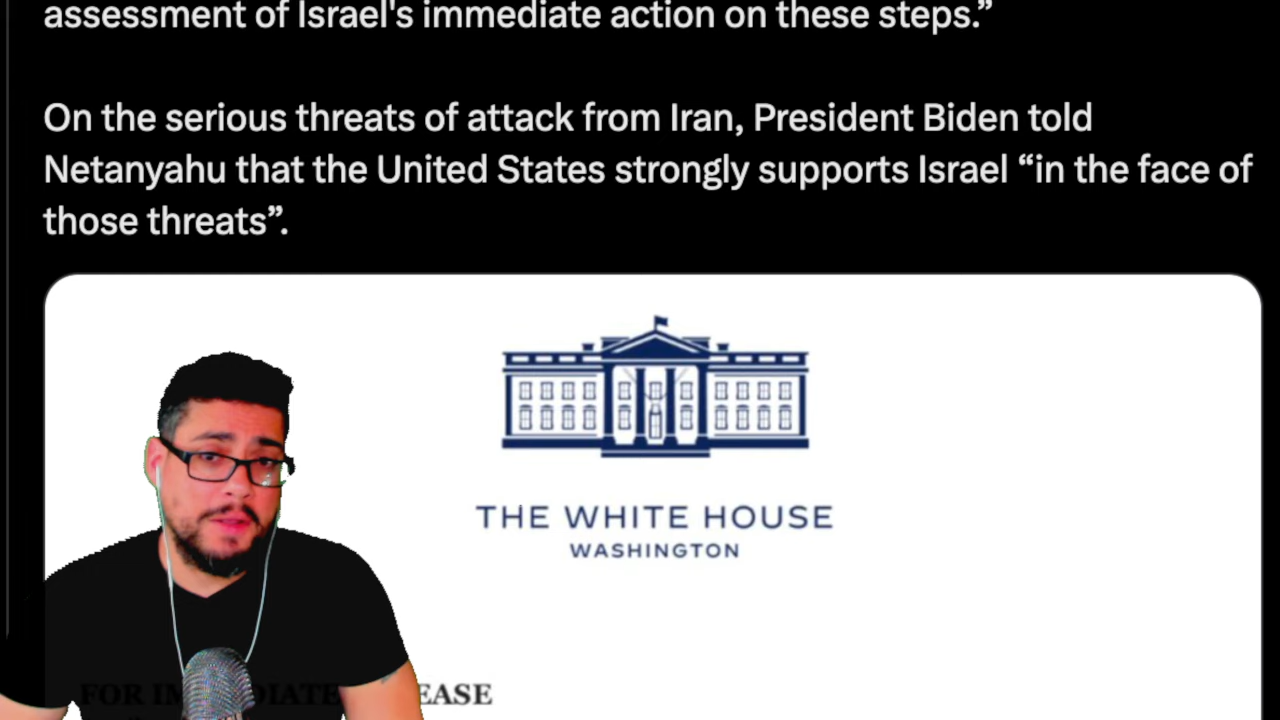 assessment of Israel's immediate action on these steps.”
On the serious threats of attack from Iran, President Biden told
Netanyahu that the United States strongly supports Israel “in the face of
those threats”.
THE WHITE HOUSE
WASHINGTON
FOR